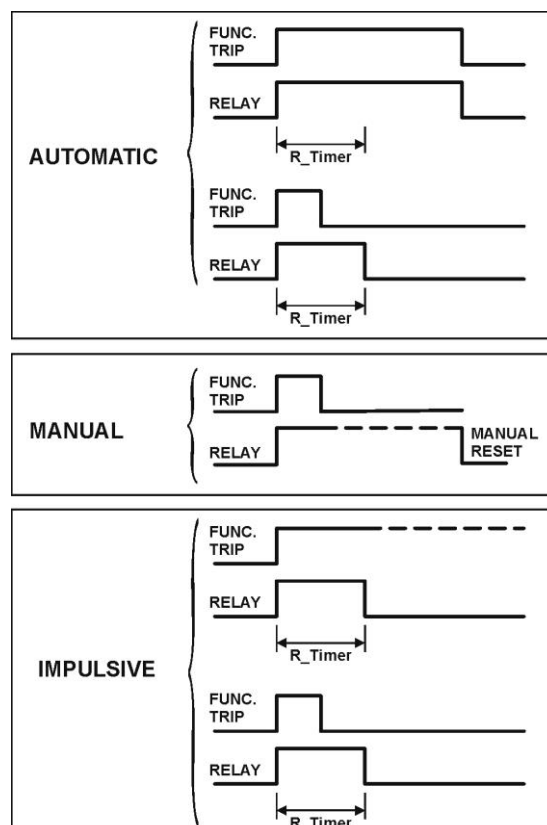 FUNC.
TRIP
RELAY
R_Timer
AUTOMATIC
FUNC.
TRIP
RELAY
R_Timer
FUNC.
TRIP
MANUAL
RELAY
MANUAL
RESET
FUNC.
TRIP
RELAY
R_Timer
IMPULSIVE
FUNC.
TRIP
RELAY
R_Timer